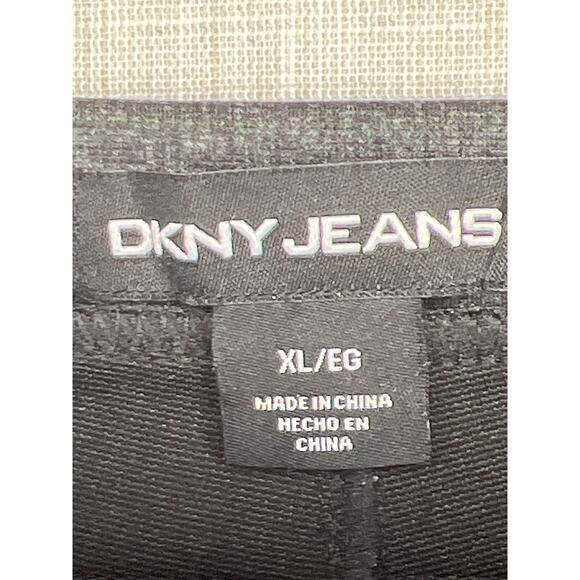 DKNY JEANS
XL/EG
MADE IN CHINA
HECHO EN
CHINA